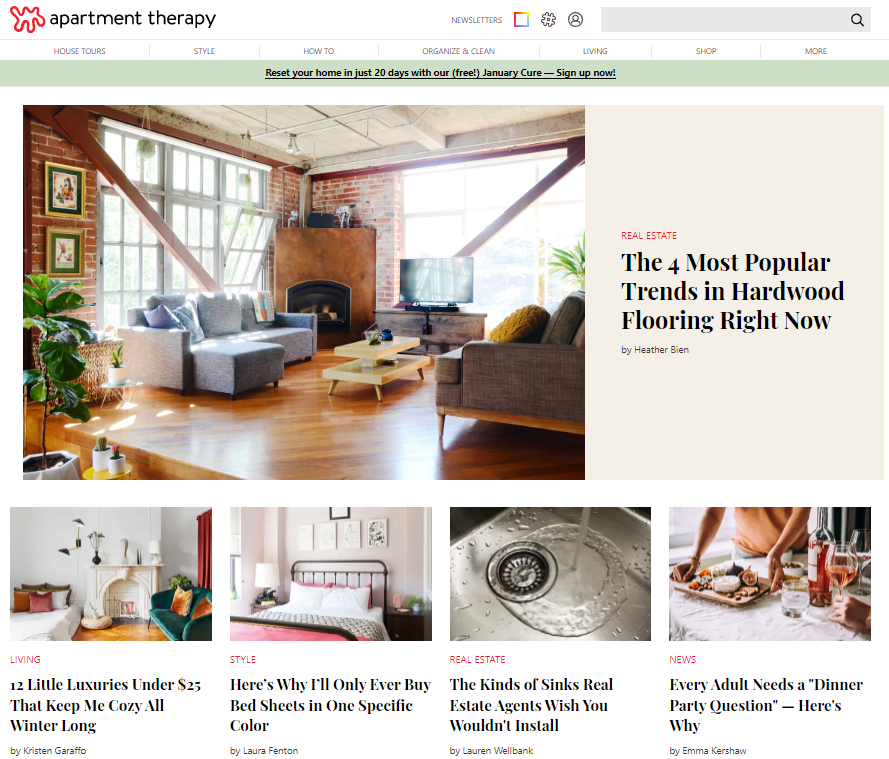 apartment therapy
NEWSLETTERS
HOUSE TOURS
STYLE
HOW TO
ORGANIZE & CLEAN
LIVING
SHOP
MORE
Reset your home in just 20 days with our (free!) January Cure — Sign up now!
REAL ESTATE
The 4 Most Popular
Trends in Hardwood
Flooring Right Now
by Heather Bien
LIVING
12 Little Luxuries Under $25
That Keep Me Cozy All
Winter Long
by Kristen Garaffo
STYLE
Here’s Why I’ll Only Ever Buy
Bed Sheets in One Specific
Color
by Laura Fenton
REAL ESTATE
The Kinds of Sinks Real
Estate Agents Wish You
Wouldn't Install
by Lauren Wellbank
NEWS
Every Adult Needs a "Dinner
Party Question" — Here's
Why
by Emma Kershaw